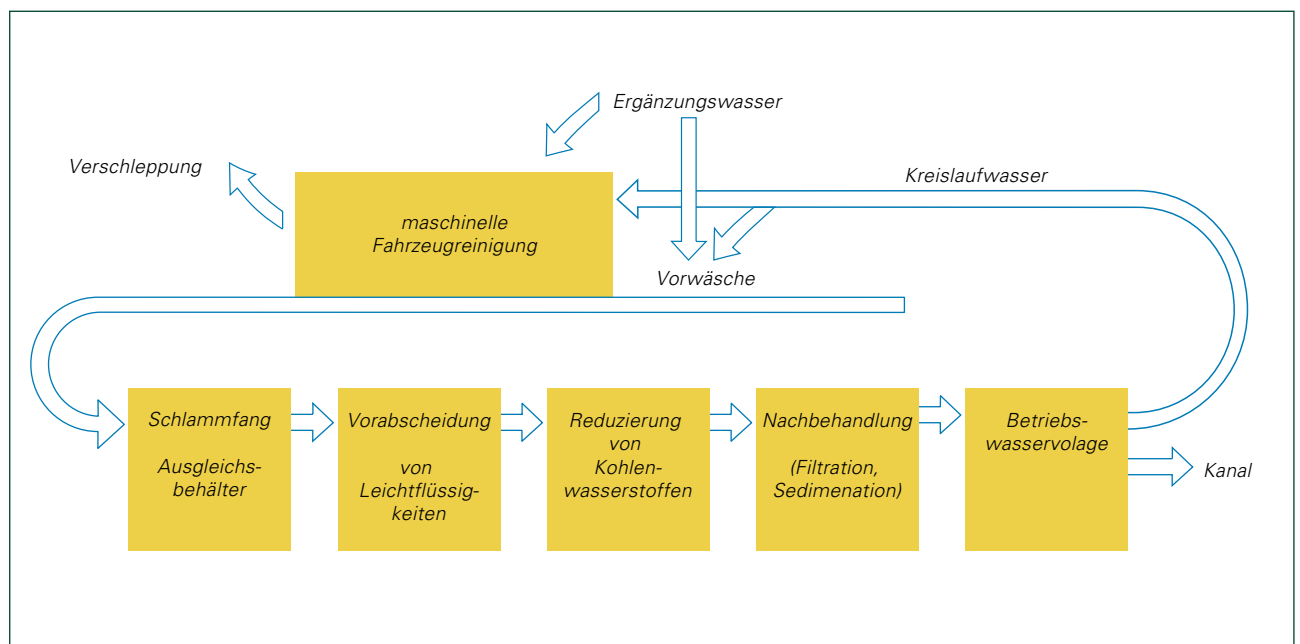 Ergänzungswasser
Verschleppung
Kreislaufwasser
maschinelle
Fahrzeugreinigung
Vorwäsche
Schlammfang
Ausgleichs-
behälter
Vorabscheidung
von
Leichtflüssig-
keiten
Reduzierung
von
Kohlen-
wasserstoffen
Nachbehandlung
(Filtration,
Sedimenation)
Betriebs-
wasservolage
Kanal